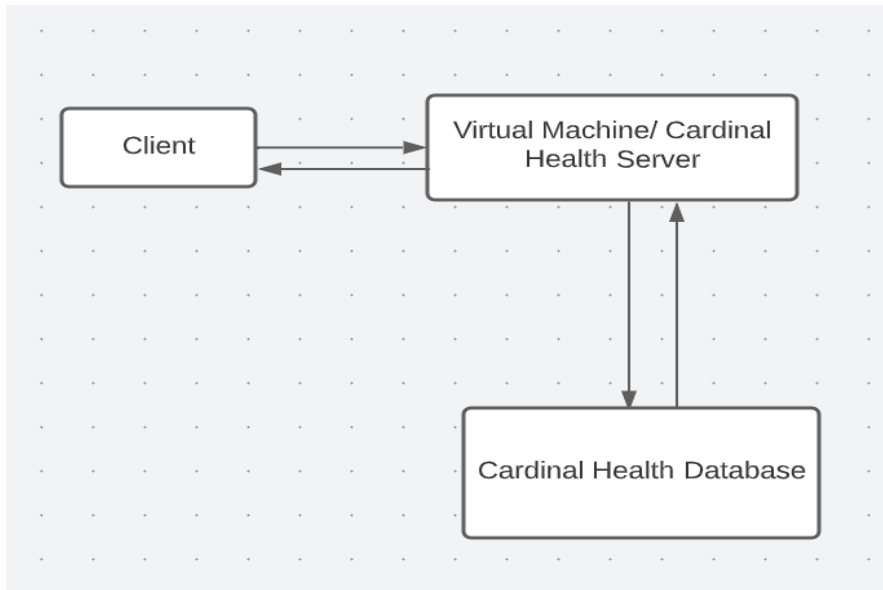 Client
Virtual Machine/ Cardinal
Health Server
Cardinal Health Database